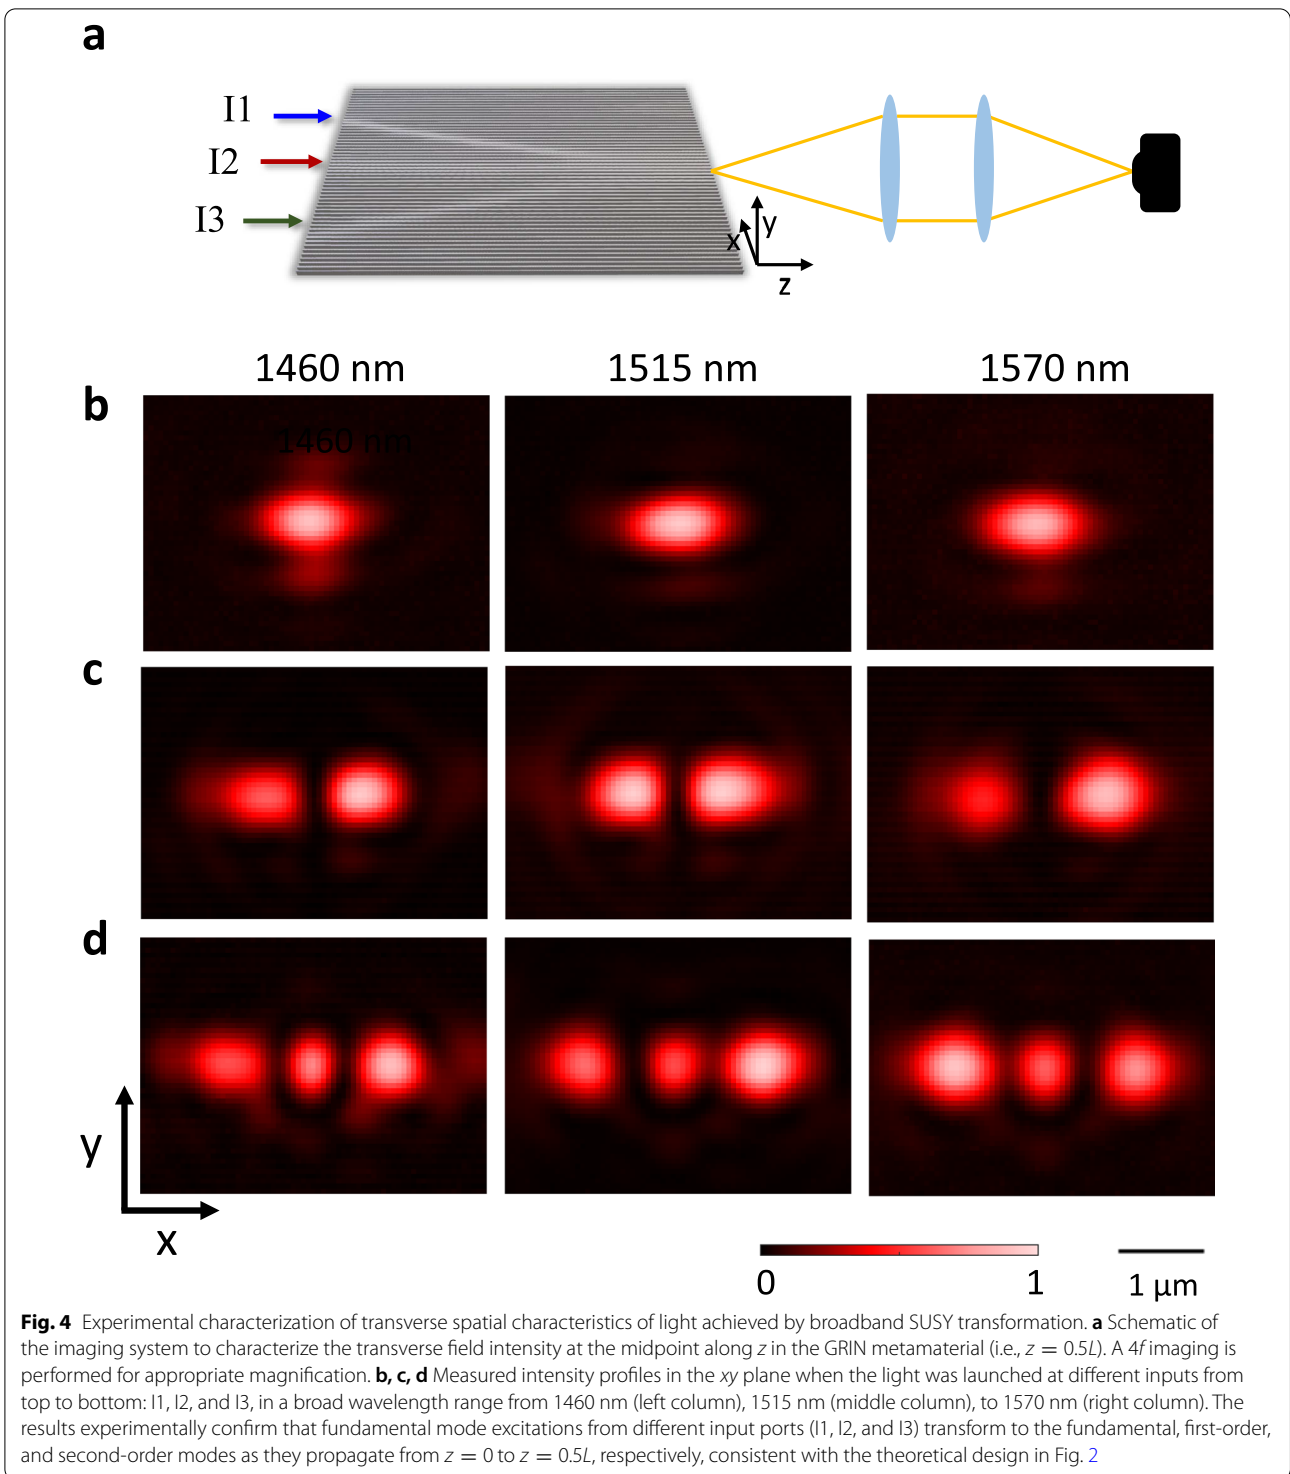 a
I1
I2
I3
y
x
z
1460 nm 1515 nm 1570 nm
b
1460 nm
c
d
y
x
0 1 1 μm
Fig. 4 Experimental characterization of transverse spatial characteristics of light achieved by broadband SUSY transformation. a Schematic of
the imaging system to characterize the transverse field intensity at the midpoint along z in the GRIN metamaterial (i.e., z = 0.5L). A 4f imaging is
performed for appropriate magnification. b, c, d Measured intensity profiles in the xy plane when the light was launched at different inputs from
top to bottom: I1, I2, and I3, in a broad wavelength range from 1460 nm (left column), 1515 nm (middle column), to 1570 nm (right column). The
results experimentally confirm that fundamental mode excitations from different input ports (I1, I2, and I3) transform to the fundamental, first-order,
and second-order modes as they propagate from z = 0 to z = 0.5L, respectively, consistent with the theoretical design in Fig. 2